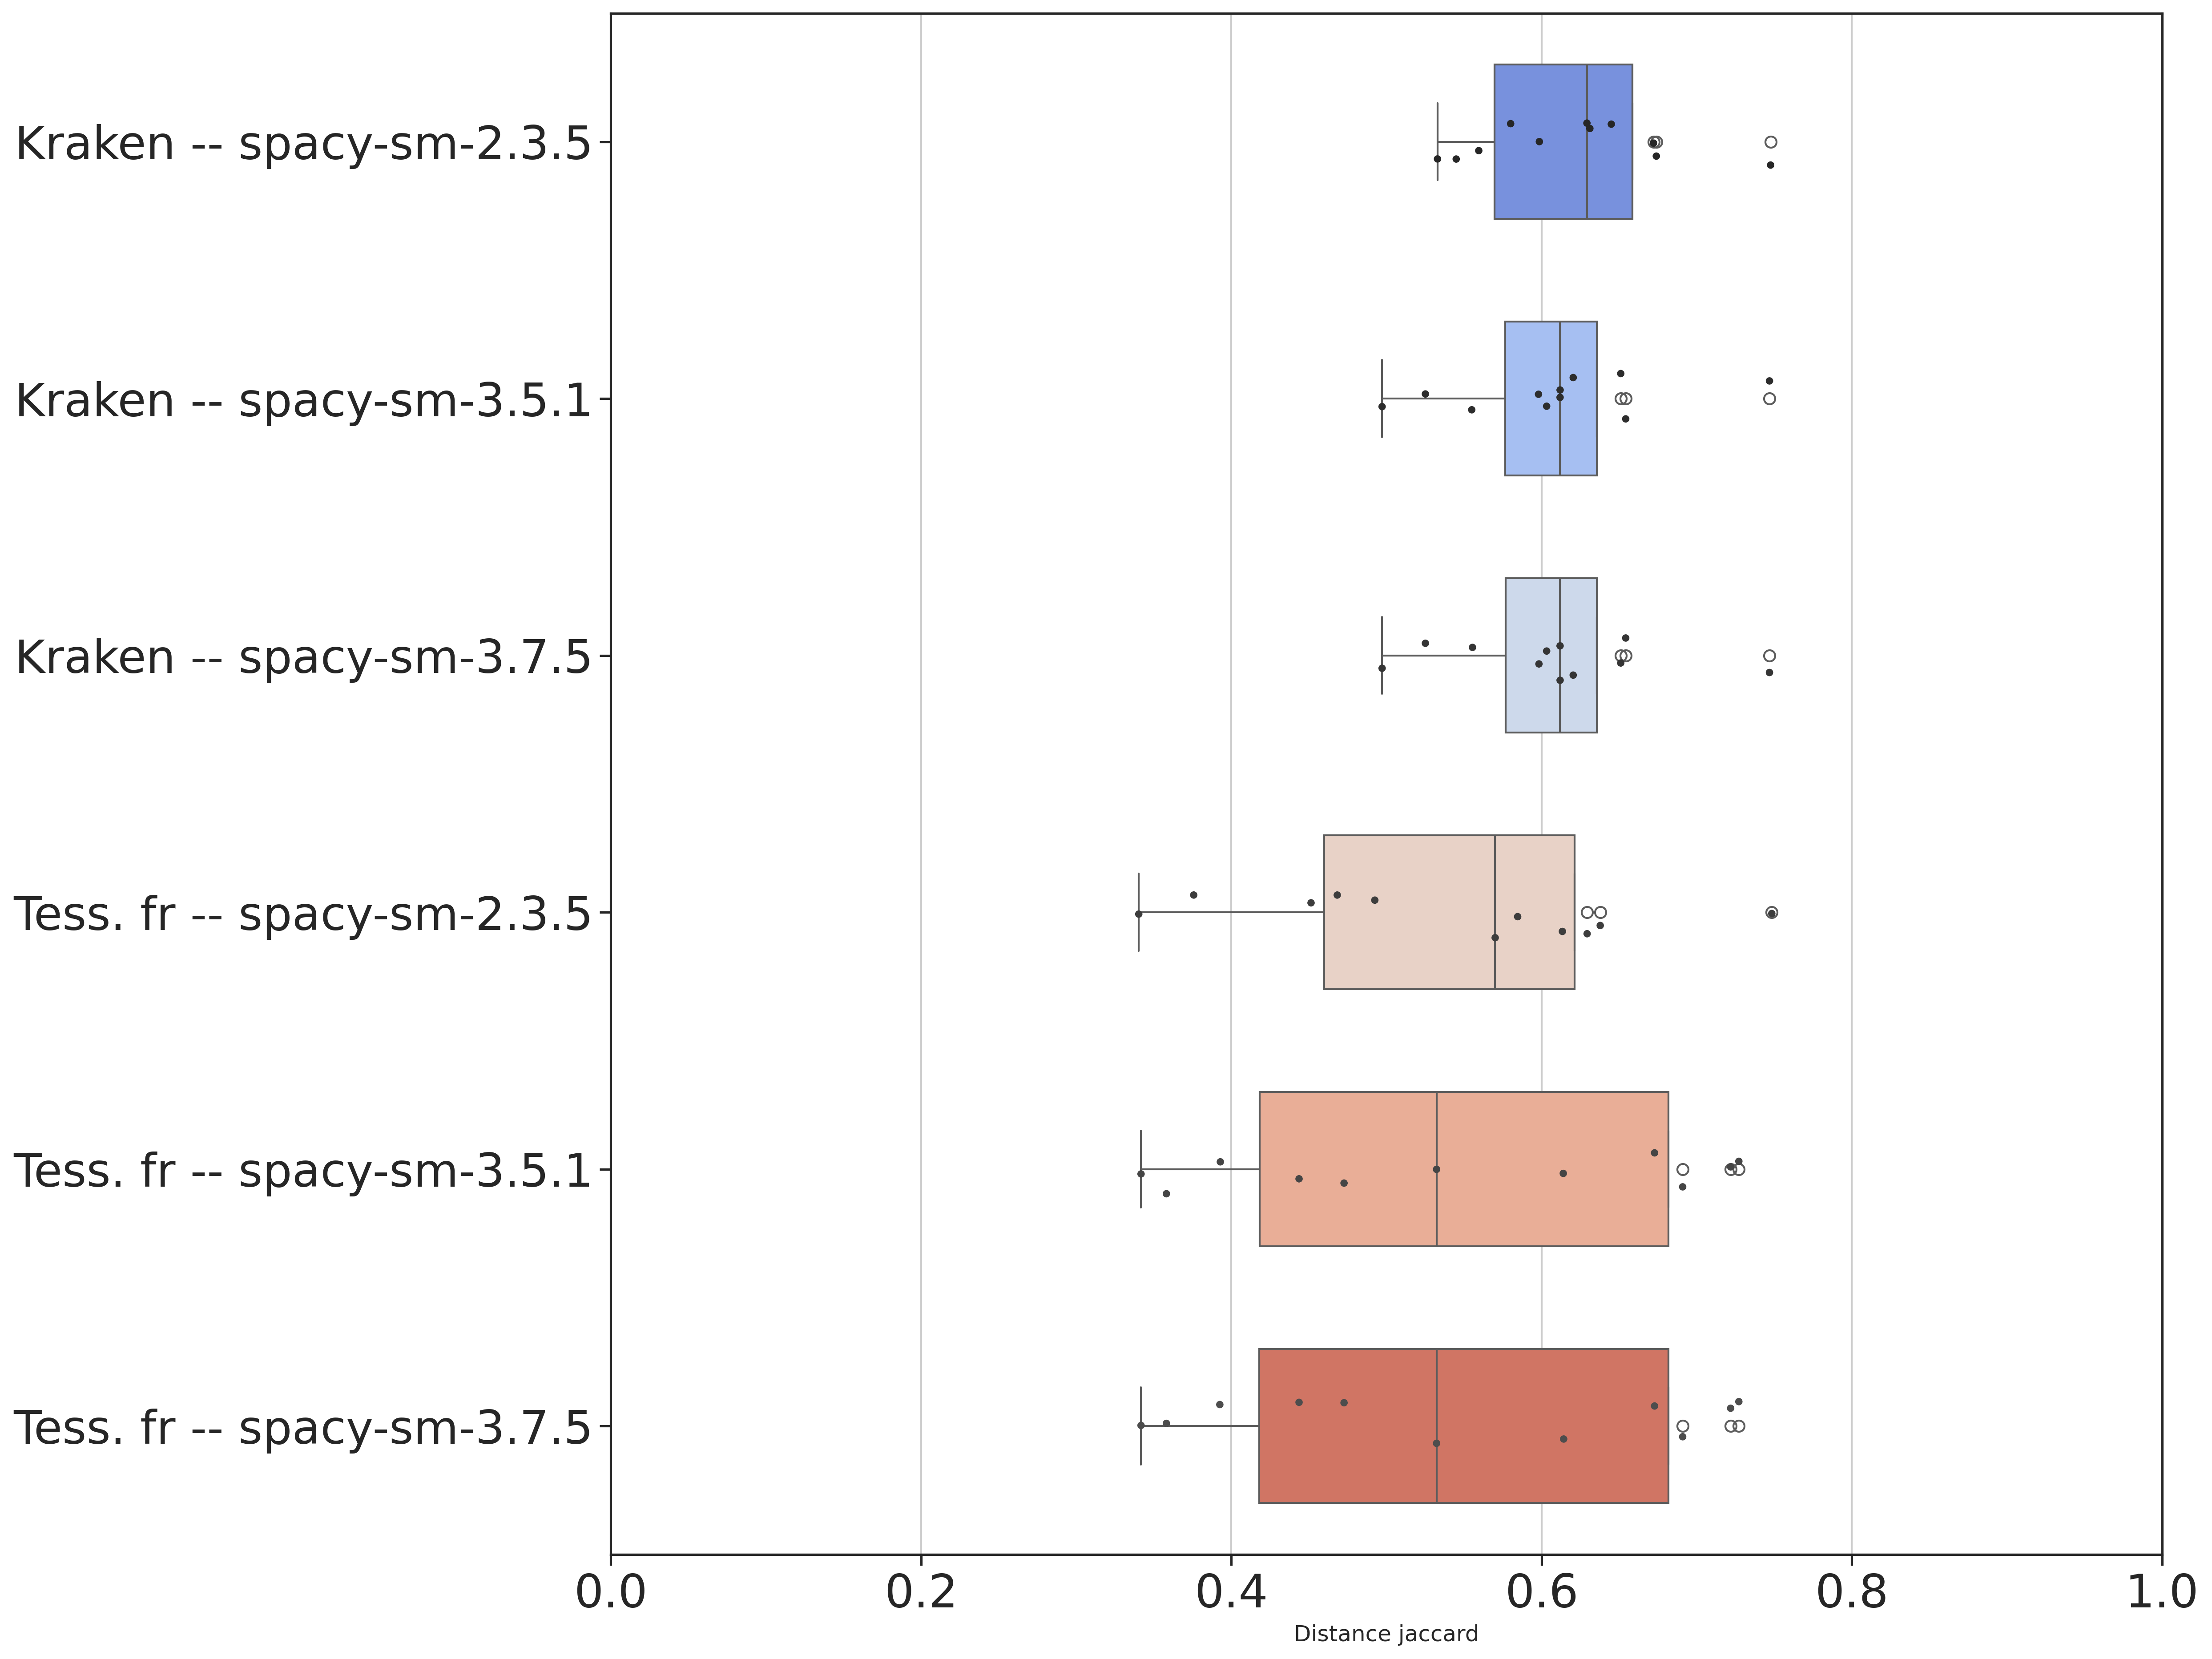 Kraken -- spacy-sm-2.3.5
Kraken -- spacy-sm-3.5.1
Kraken -- spacy-sm-3.7.5
Tess. fr -- spacy-sm-2.3.5
Tess. fr -- spacy-sm-3.5.1
Tess. fr -- spacy-sm-3.7.5
0.0 0.2 0.4 0.6 0.8 1.0
Distance jaccard